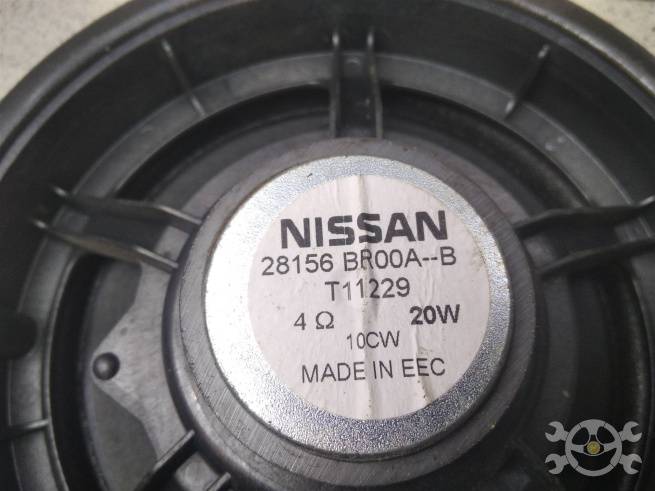 NISSAN
28156 BR00A--B
T11229
4 Ω 20W
10CW
MADE IN EEC